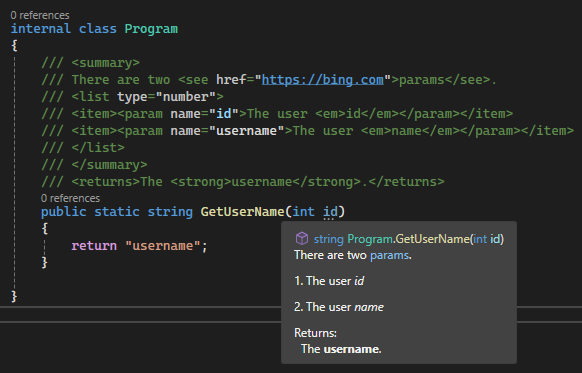 0 references
internal class Program
{
/// <summary>
/// There are two <see href="https://bing.com">params</see>.
/// <list type="number">
/// <item><param name="id">The user <em>id</em></param></item>
/// <item><param name="username">The user <em>name</em></param></item>
/// </list>
/// </summary>
/// <returns>The <strong>username</strong>.</returns>
0 references
public static string GetUserName(int id)
{
return "username";
}
}
string Program.GetUserName(int id)
There are two params.
1. The user id
2. The user name
Returns:
The username.